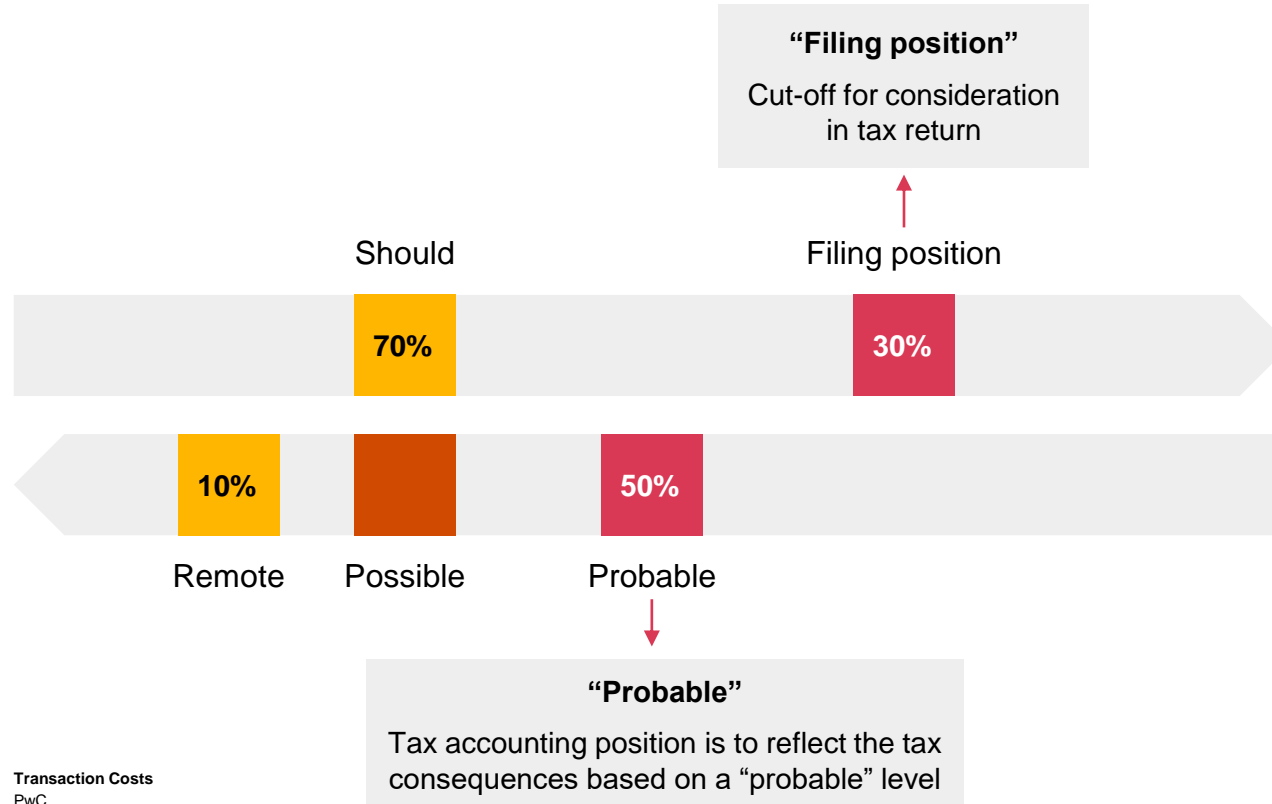 “Filing position”
Cut-off for consideration
in tax return
Should
Filing position
70%
30%
10%
50%
Remote
Possible
Probable
“Probable”
Tax accounting position is to reflect the tax
consequences based on a “probable” level
Transaction Costs
PwC